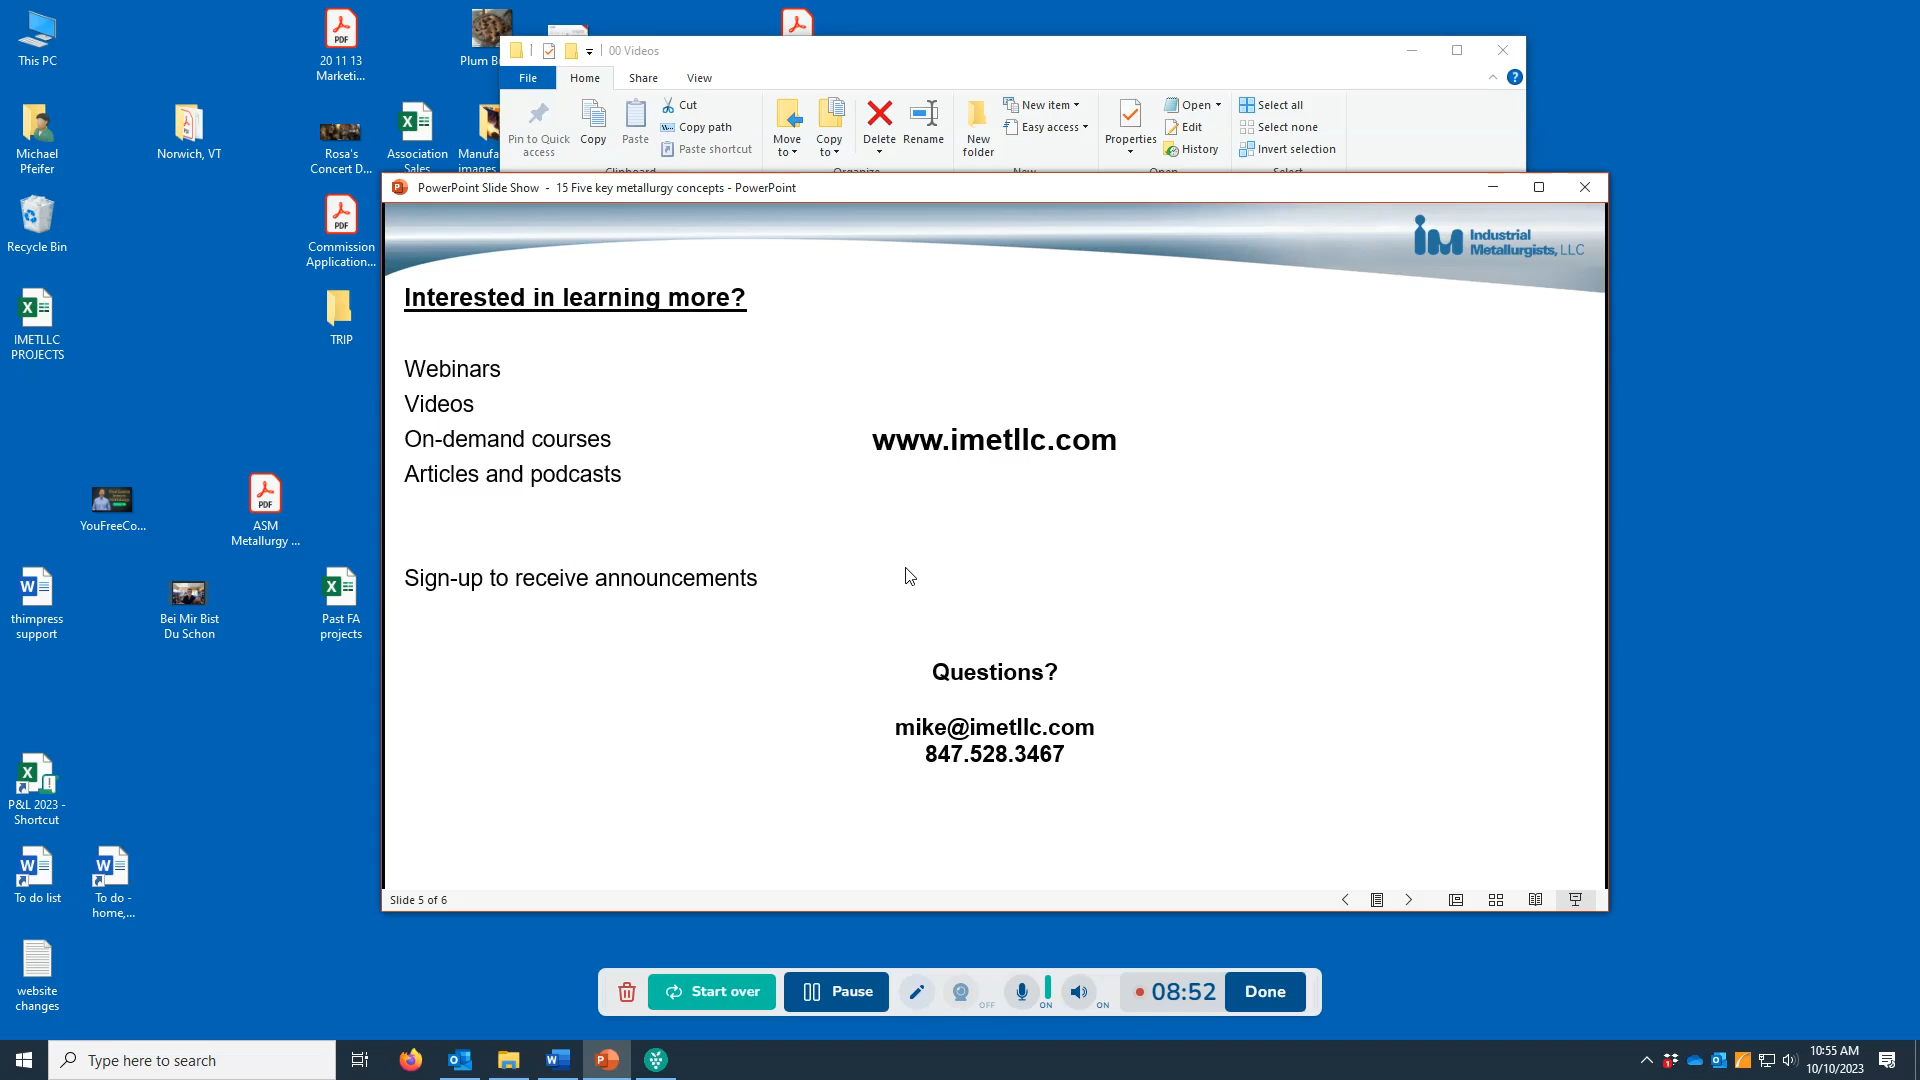 This PC
20 11 13
Marketi...
Plum B
00 Videos
File
Home
Share
View
Michael
Pfeifer
Norwich, VT
Rosa's
Concert D...
Association
Sales
Manufa
images
Pin to Quick
access
Copy
Paste
Cut
Copy path
Paste shortcut
Clipboard
Move
to
Copy
to
Delete
Rename
Organize
New
folder
New item
Easy access
New
Properties
Open
Edit
History
Open
Select all
Select none
Invert selection
Select
PowerPoint Slide Show - 15 Five key metallurgy concepts - PowerPoint
Recycle Bin
Commission
Application...
im Industrial
Metallurgists, LLC
Interested in learning more?
Webinars
Videos
On-demand courses
Articles and podcasts
www.imetllc.com
Sign-up to receive announcements
Questions?
mike@imetllc.com
847.528.3467
Slide 5 of 6
IMETLLC
PROJECTS
TRIP
YouFreeCo...
PDF
ASM
Metallurgy ...
thimpress
support
Bei Mir Bist
Du Schon
Past FA
projects
P&L 2023 -
Shortcut
To do list
To do -
home,...
website
changes
Start over
Pause
OFF
ON
ON
08:52
Done
Type here to search
10:55 AM
10/10/2023